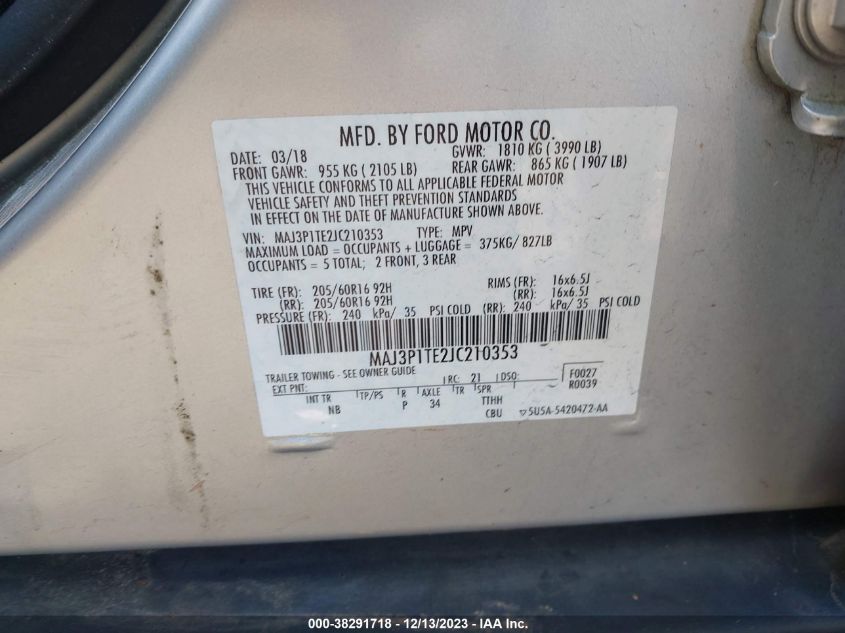 MFD. BY FORD MOTOR CO.
DATE: 03/18 GVWR: 1810 KG ( 3990 LB)
FRONT GAWR: 955 KG ( 2105 LB) REAR GAWR: 865 KG ( 1907 LB)
THIS VEHICLE CONFORMS TO ALL APPLICABLE FEDERAL MOTOR
VEHICLE SAFETY AND THEFT PREVENTION STANDARDS
IN EFFECT ON THE DATE OF MANUFACTURE SHOWN ABOVE.
VIN: MAJ3P1TE2JC210353 TYPE: MPV
MAXIMUM LOAD = OCCUPANTS + LUGGAGE = 375KG/ 827LB
OCCUPANTS = 5 TOTAL; 2 FRONT, 3 REAR
TIRE (FR): 205/60R16 92H RIMS (FR): 16x6.5J
(RR): 205/60R16 92H (RR): 16x6.5J
PRESSURE (FR): 240 kPa/ 35 PSI COLD (RR): 240 kPa/ 35 PSI COLD
MAJ3P1TE2JC210353
TRAILER TOWING - SEE OWNER GUIDE
EXT PNT: RC: 21 DSO: F0027
INT TR TP/PS R AXLE TR SPR TTHH R0039
NB P 34 CBU 5U5A-5420472-AA
000-38291718 - 12/13/2023 - IAA Inc.